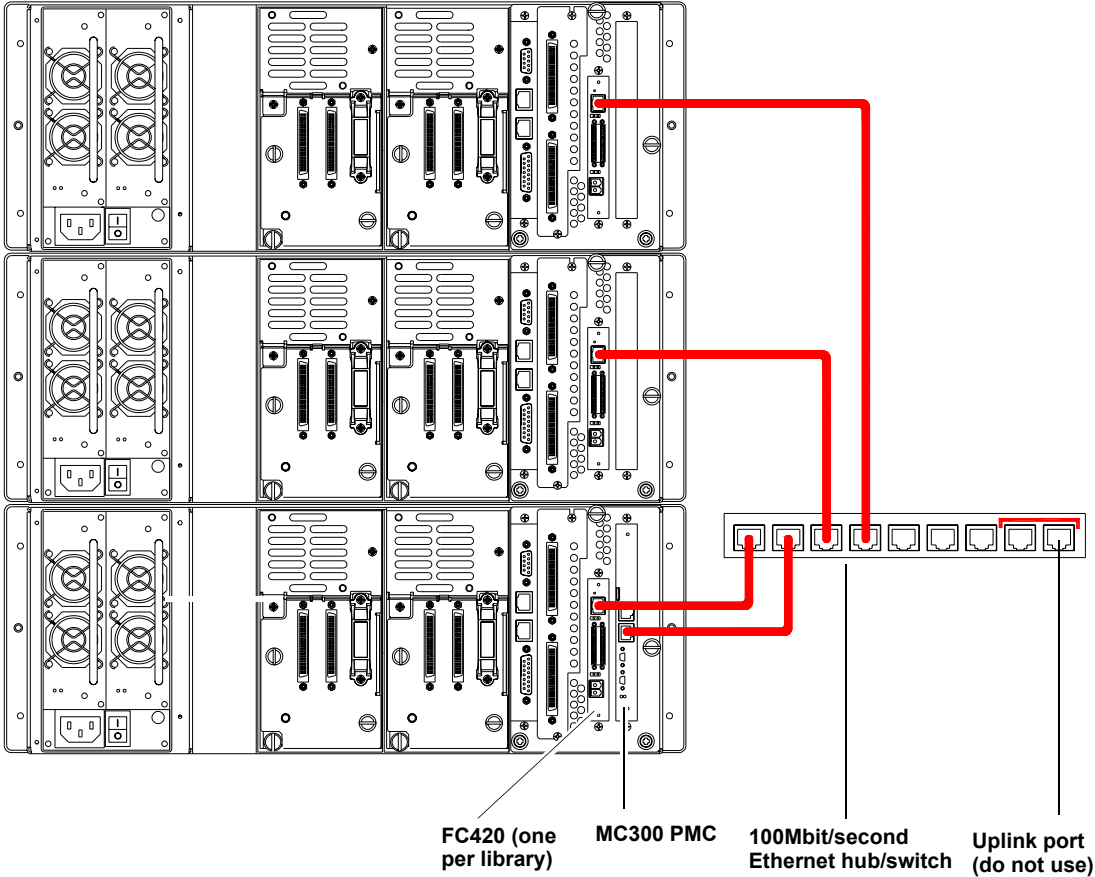 FC420 (one
per library)
MC300 PMC
100Mbit/second
Ethernet hub/switch
Uplink port
(do not use)